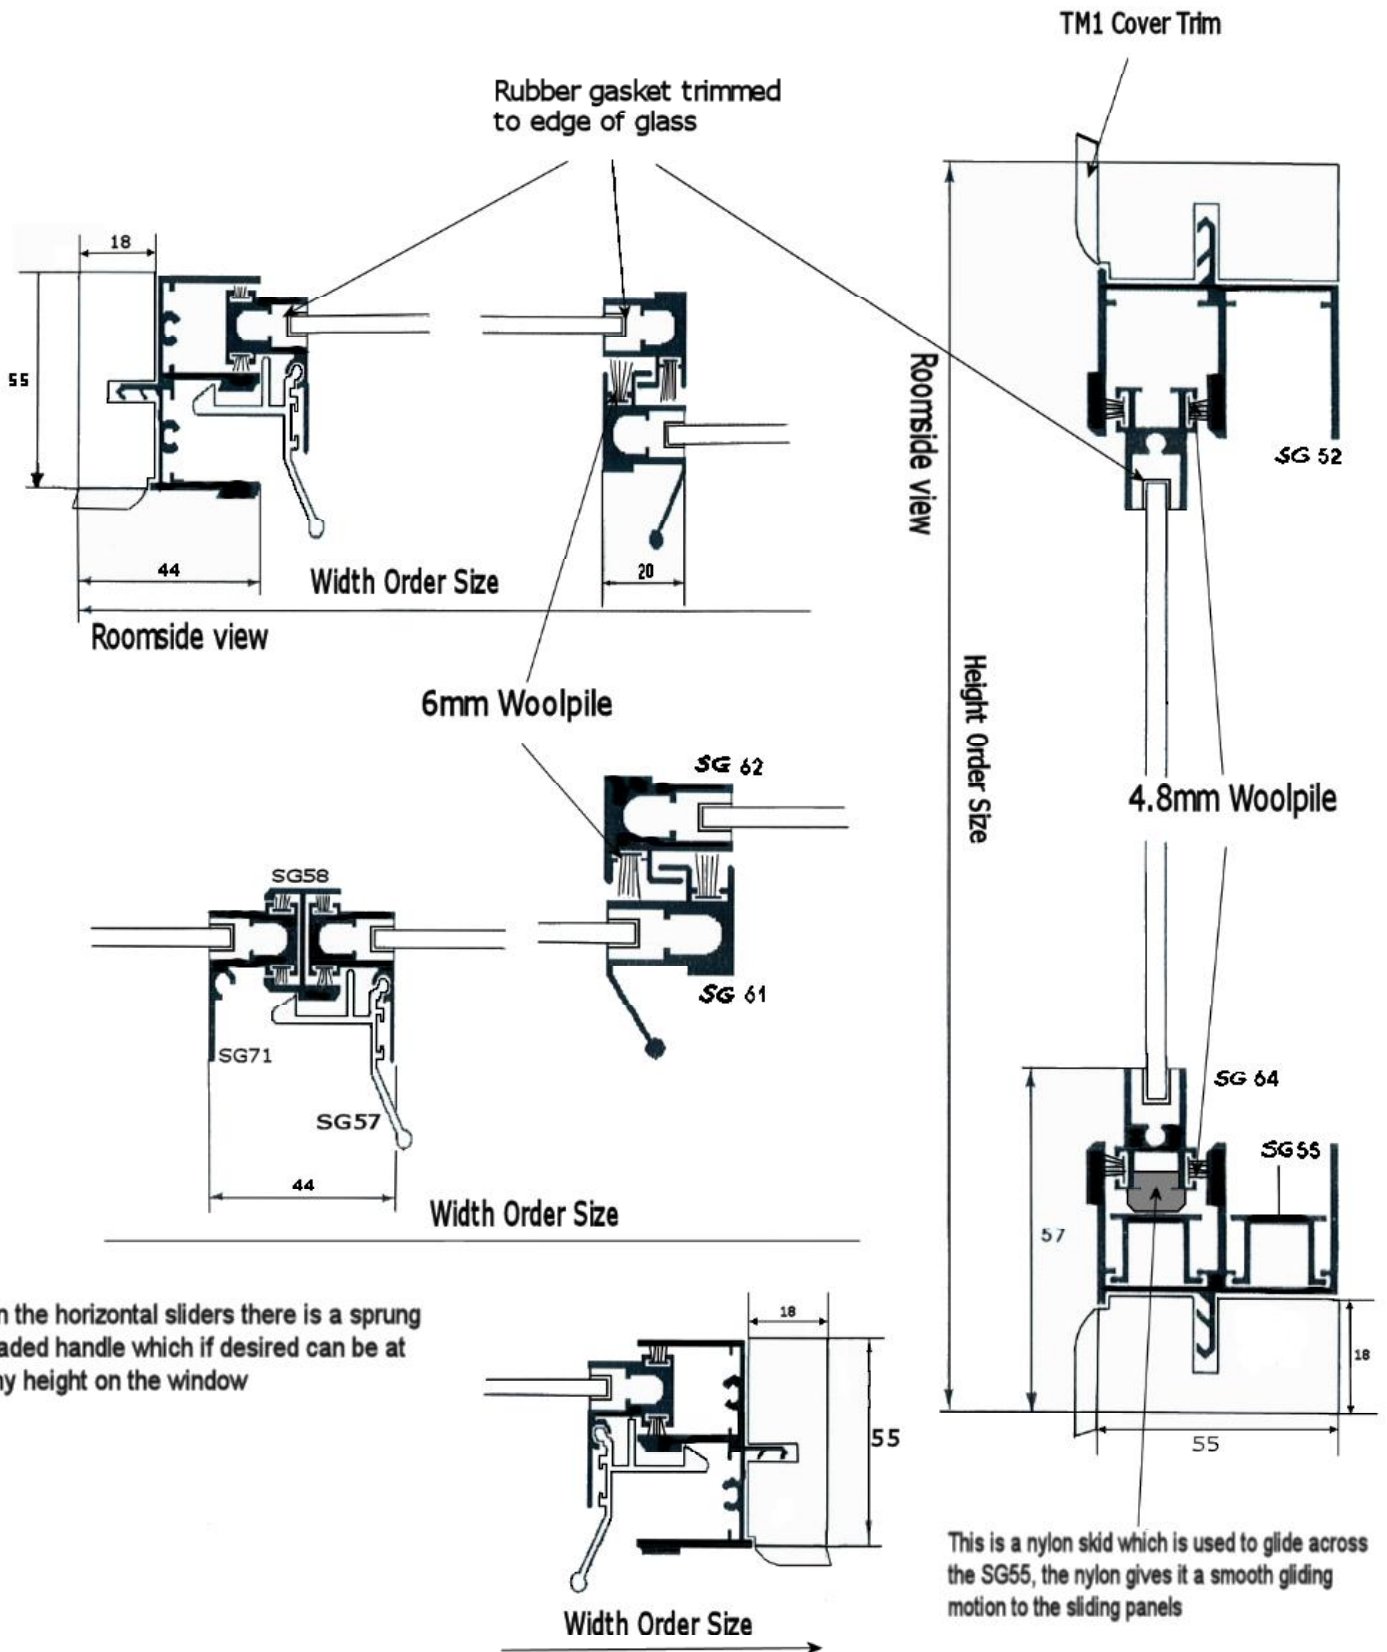 TM1 Cover Trim
Rubber gasket trimmed
to edge of glass
18
55
44
Width Order Size
20
Roomside view
Roomside view
SG 52
6mm Woolpile
Height Order Size
4.8mm Woolpile
SG 62
SG58
SG 61
SG71
SG57
44
Width Order Size
SG 64
SG55
57
18
55
n the horizontal sliders there is a sprung
aded handle which if desired can be at
ny height on the window
18
55
Width Order Size
This is a nylon skid which is used to glide across
the SG55, the nylon gives it a smooth gliding
motion to the sliding panels